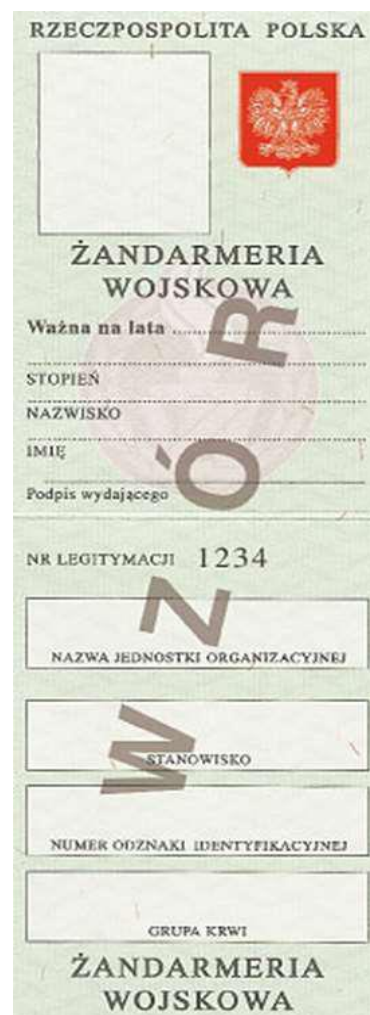 RZECZPOSPOLITA POLSKA
ŻANDARMERIA
WOJSKOWA
Ważna na lata
STOPIEŃ
NAZWISKO
IMIĘ
Podpis wydającego
NR LEGITYMACJI 1234
NAZWA JEDNOSTKI ORGANIZACYJNEJ
STANOWISKO
NUMER ODZNAKI IDENTYFIKACYJNEJ
GRUPA KRWI
ŻANDARMERIA
WOJSKOWA
WZÓR